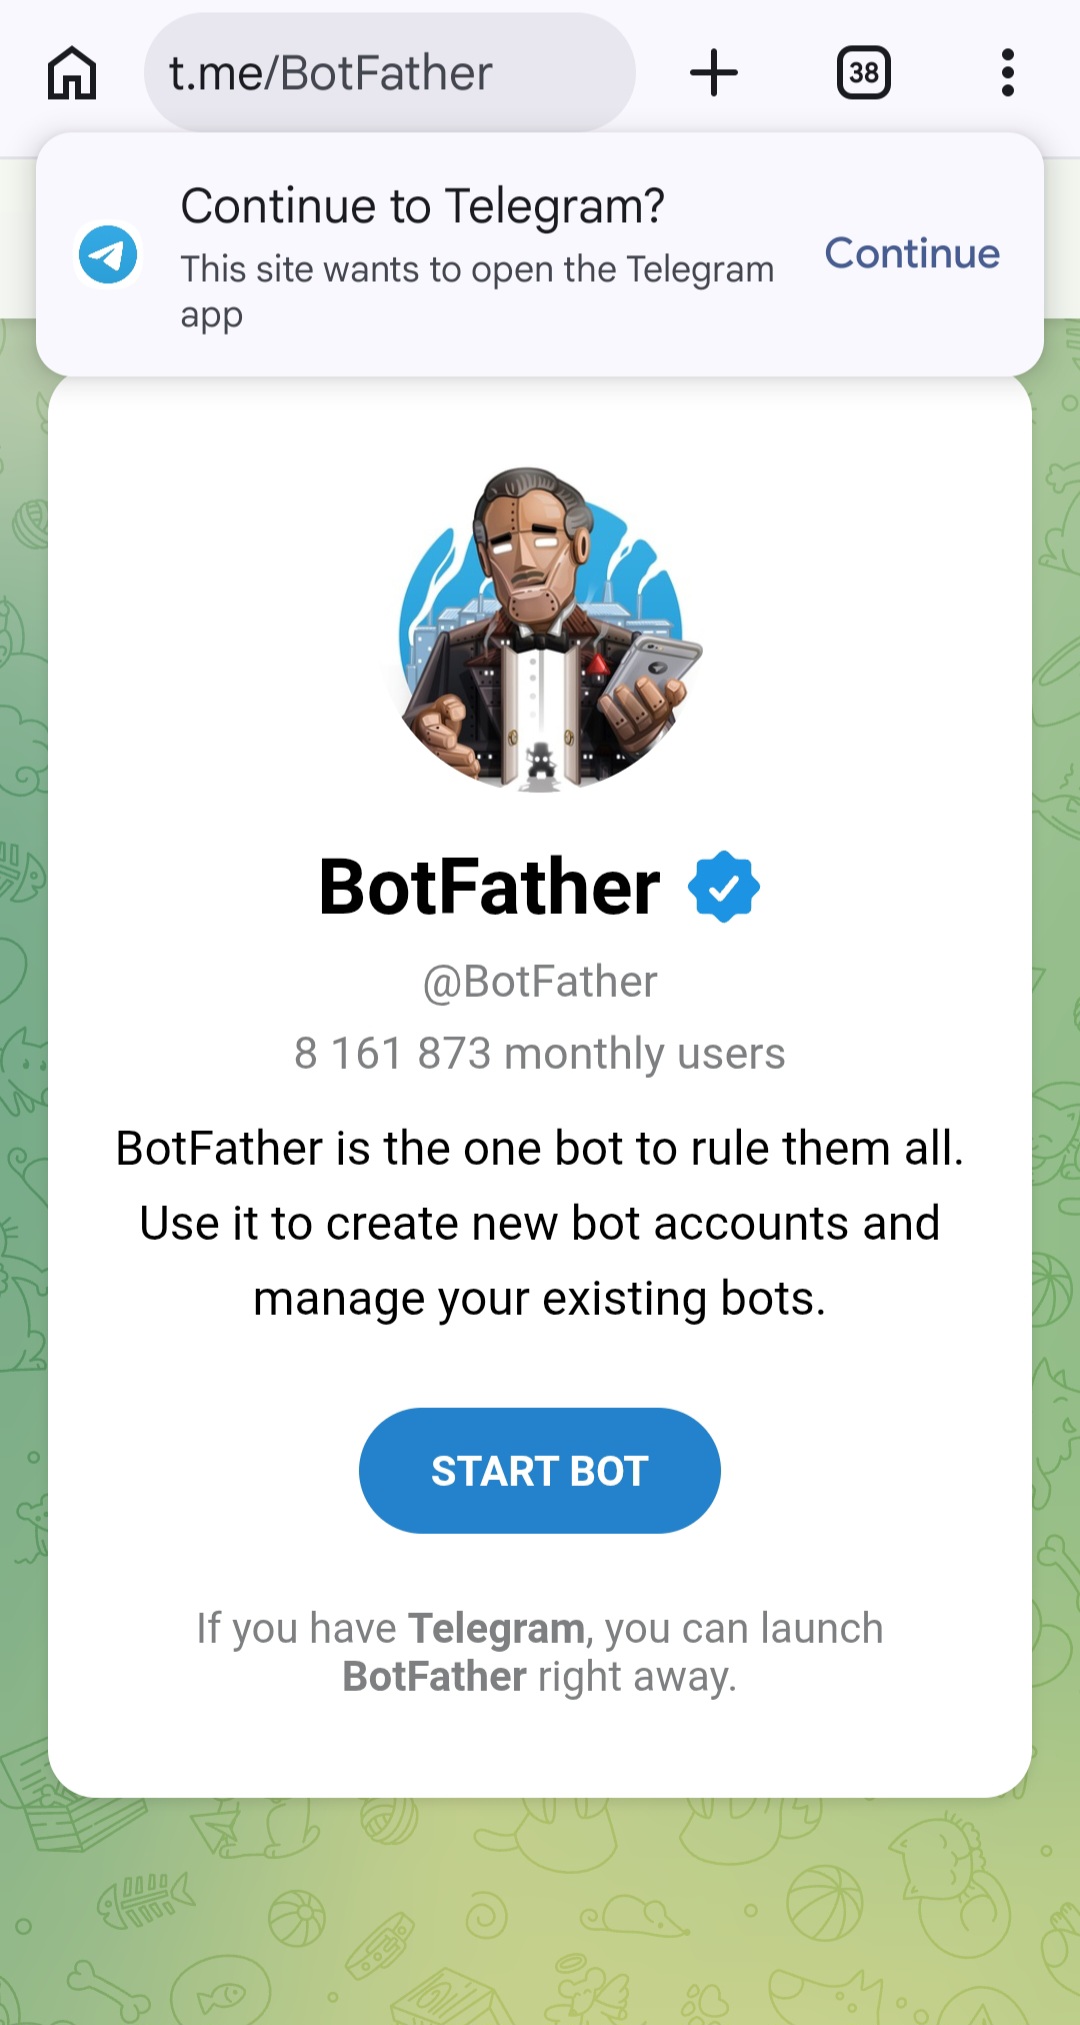 t.me/BotFather
38
Continue to Telegram?
This site wants to open the Telegram
app
Continue
BotFather
@BotFather
8 161 873 monthly users
BotFather is the one bot to rule them all.
Use it to create new bot accounts and
manage your existing bots.
START BOT
If you have Telegram, you can launch
BotFather right away.